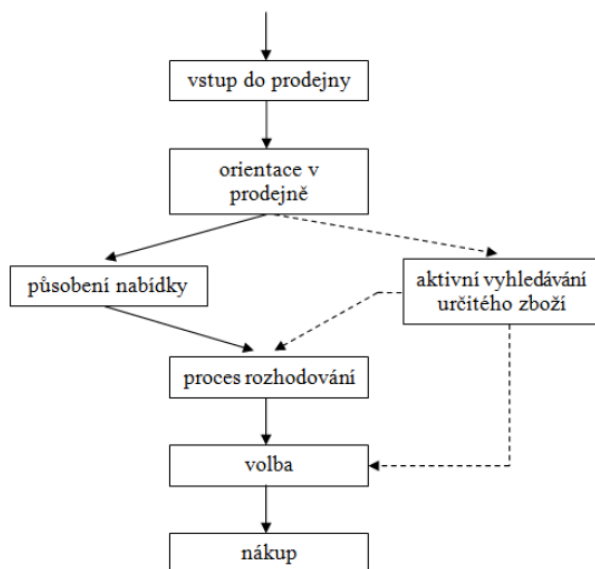 vstup do prodejny
orientace v
prodejně
působení nabídky
aktivní vyhledávání
určitého zboží
proces rozhodování
volba
nákup